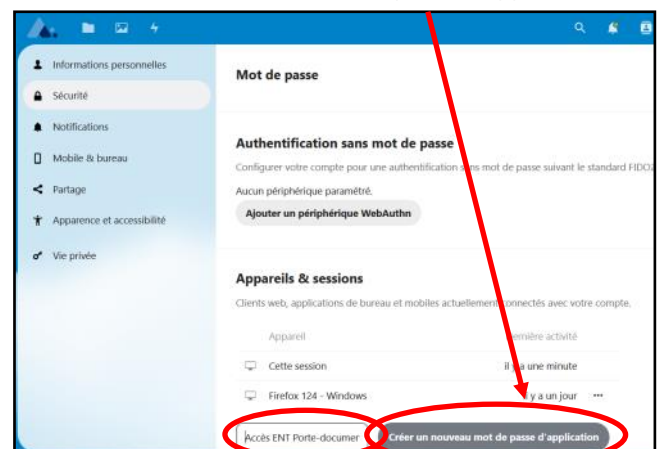 Informations personnelles
Sécurité
Notifications
Mobile & bureau
Partage
Apparence et accessibilité
Vie privée
Mot de passe
Authentification sans mot de passe
Configurer votre compte pour une authentification sans mot de passe suivant le standard FIDO2
Aucun périphérique paramétré.
Ajouter un périphérique WebAuthn
Appareils & sessions
Clients web, applications de bureau et mobiles actuellement connectés avec votre compte.
Appareil Dernière activité
Cette session il y a une minute
Firefox 124 - Windows il y a un jour ···
Accès ENT Porte-documer Créer un nouveau mot de passe d'application